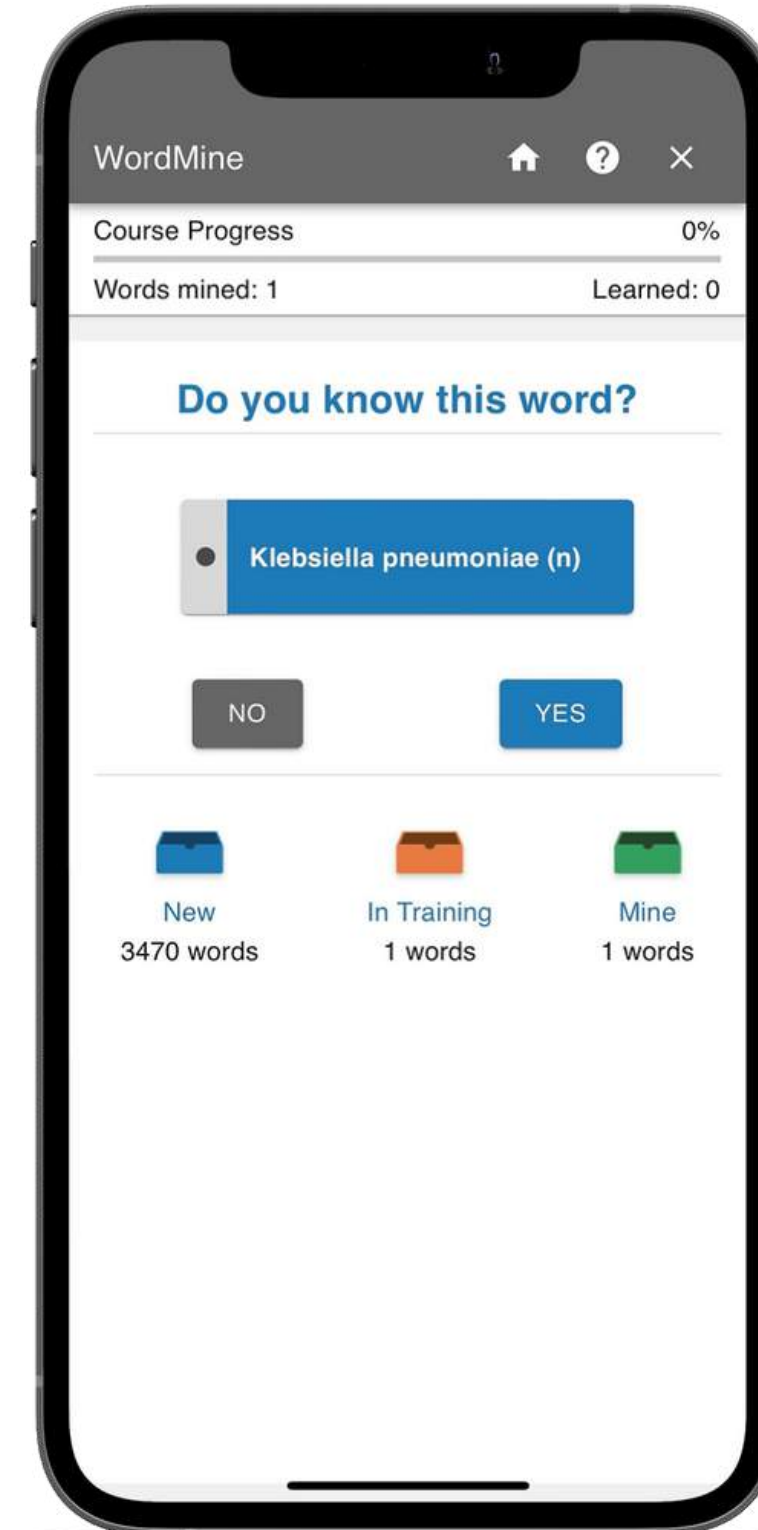 WordMine
Course Progress 0%
Words mined: 1 Learned: 0
Do you know this word?
Klebsiella pneumoniae (n)
NO YES
New In Training Mine
3470 words 1 words 1 words